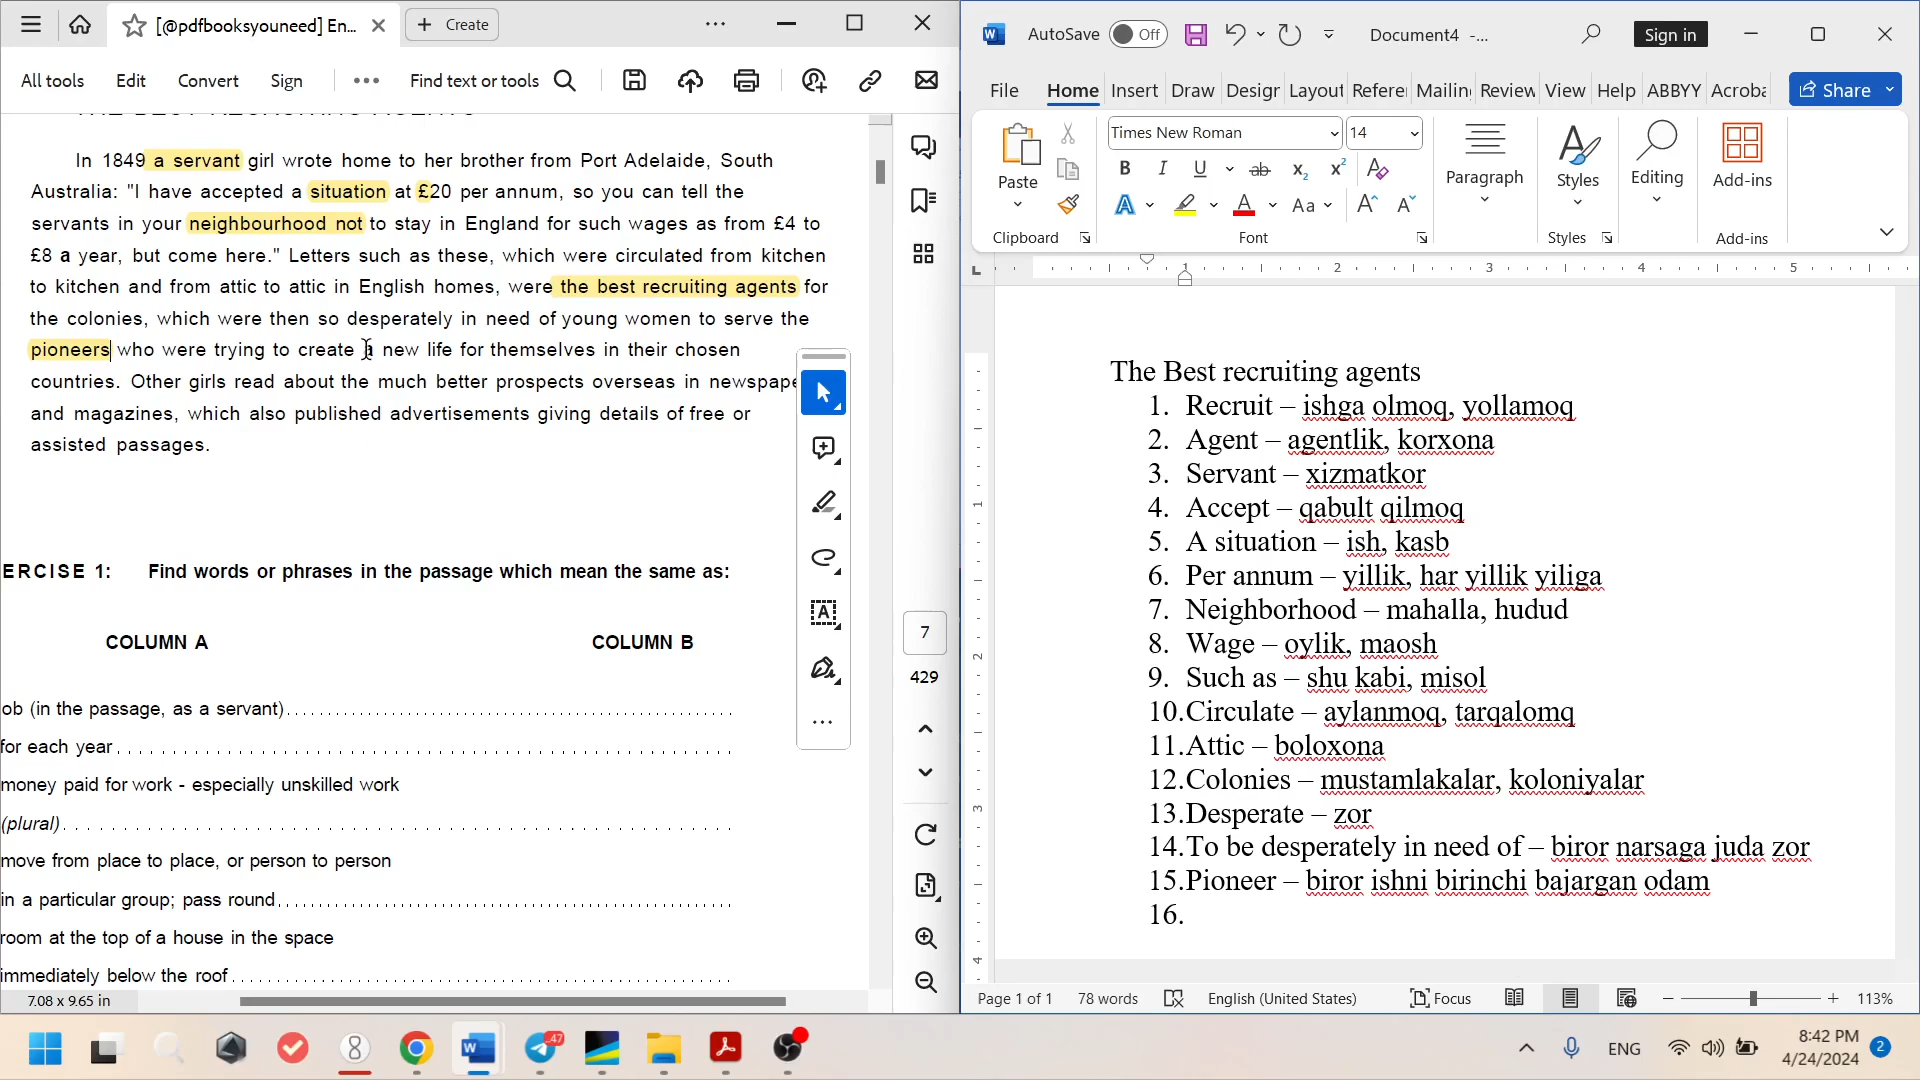 [@pdfbooksyouneed] En...
Create
AutoSave
Off
Document4 -...
Sign in
All tools
Edit
Convert
Sign
Find text or tools
File
Home
Insert
Draw
Layout
Review
View
Help
ABBYY
Share
In 1849 a servant girl wrote home to her brother from Port Adelaide, South
Australia: "I have accepted a situation at £20 per annum, so you can tell the
servants in your neighbourhood not to stay in England for such wages as from £4 to
£8 a year, but come here." Letters such as these, which were circulated from kitchen
to kitchen and from attic to attic in English homes, were the best recruiting agents for
the colonies, which were then so desperately in need of young women to serve the
pioneers who were trying to create a new life for themselves in their chosen
countries. Other girls read about the much better prospects overseas in newspape
and magazines, which also published advertisements giving details of free or
assisted passages.
ERCISE 1: Find words or phrases in the passage which mean the same as:
COLUMN A COLUMN B
ob (in the passage, as a servant)
for each year
money paid for work - especially unskilled work
(plural)
move from place to place, or person to person
in a particular group; pass round
room at the top of a house in the space
immediately below the roof
7.08 x 9.65 in
7
429
Paste
Clipboard
Times New Roman
14
B I U ab x₂ x² A
A A Aa A A
Font
Paragraph
Styles
Styles
Editing
Add-ins
Add-ins
1 2 3 4 5
1
2
3
4
The Best recruiting agents
1. Recruit – ishga olmoq, yollamoq
2. Agent – agentlik, korxona
3. Servant – xizmatkor
4. Accept – qabult qilmoq
5. A situation – ish, kasb
6. Per annum – yillik, har yillik yiliga
7. Neighborhood – mahalla, hudud
8. Wage – oylik, maosh
9. Such as – shu kabi, misol
10. Circulate – aylanmoq, tarqalomq
11. Attic – boloxona
12. Colonies – mustamlakalar, koloniyalar
13. Desperate – zor
14. To be desperately in need of – biror narsaga juda zor
15. Pioneer – biror ishni birinchi bajargan odam
16.
Page 1 of 1
78 words
English (United States)
Focus
113%
47
ENG
8:42 PM
4/24/2024
2